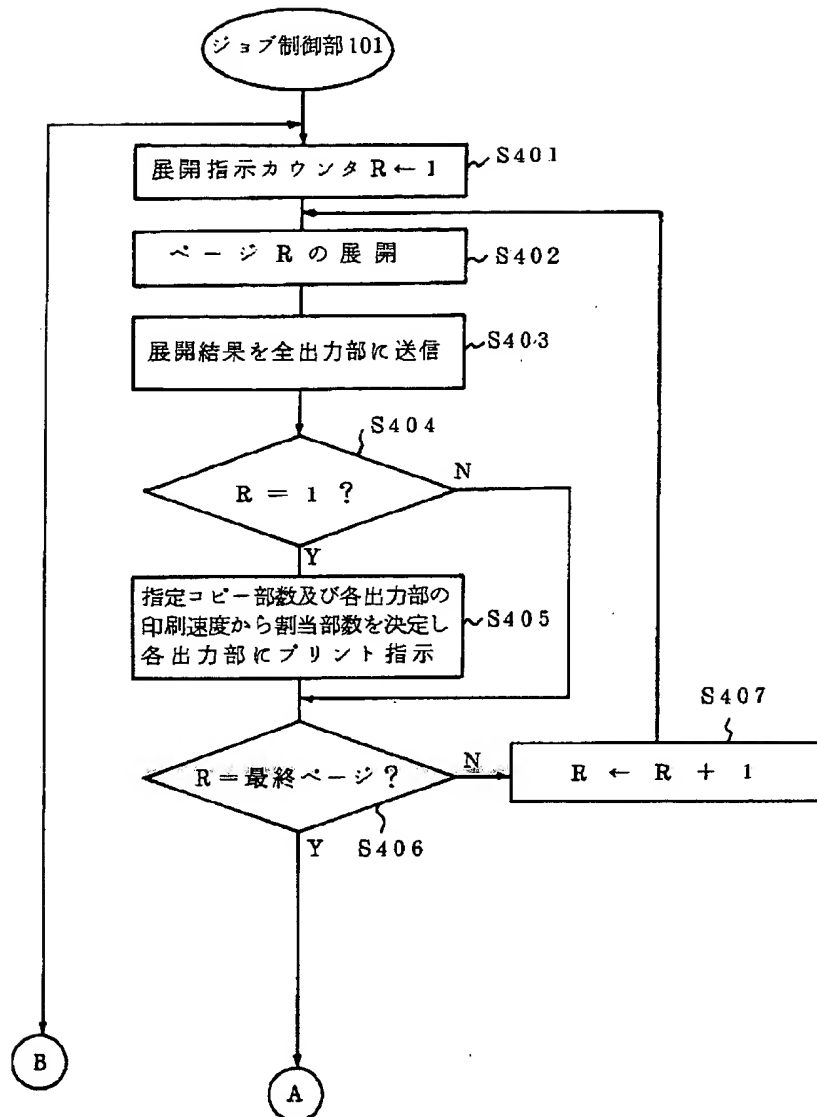 ジョブ制御部101
展開指示カウンタR←1
S401
ページRの展開
S402
展開結果を全出力部に送信
S403
S404
R = 1 ?
N
Y
指定コピー部数及び各出力部の
印刷速度から割当部数を決定し
各出力部にプリント指示
S405
S407
R=最終ページ?
N
R ← R + 1
Y
S406
B
A